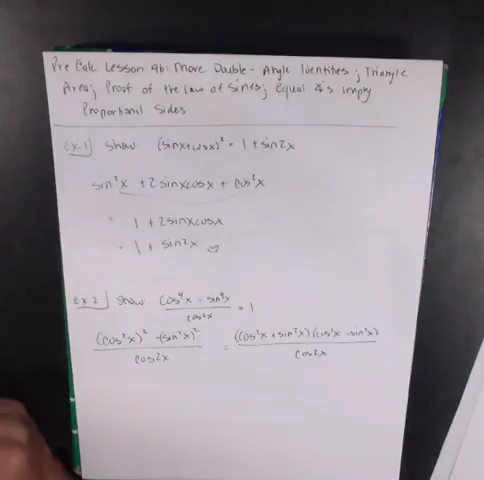 Pre Calc Lesson 96: More Double-Angle Identities; Triangle
Area; Proof of the Law of Sines; Equal ∡s imply
Proportional Sides
Ex 1) Show (sinx+cosx)² = 1 + sin2x
sin²x + 2sinxcosx + cos²x
= 1 + 2sinxcosx
= 1 + sin2x
Ex 2) Show (cos⁴x - sin⁴x)/cos2x = 1
((cos²x)² - (sin²x)²)/cos2x = ((cos²x + sin²x)(cos²x - sin²x))/cos2x